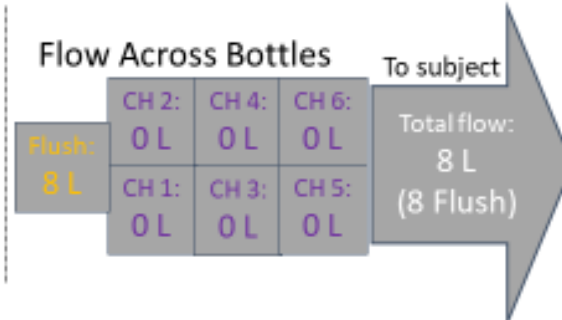 Flow Across Bottles
To subject
CH 2:
0 L
CH 4:
0 L
CH 6:
0 L
Flush:
8 L
CH 1:
0 L
CH 3:
0 L
CH 5:
0 L
Total flow:
8 L
(8 Flush)